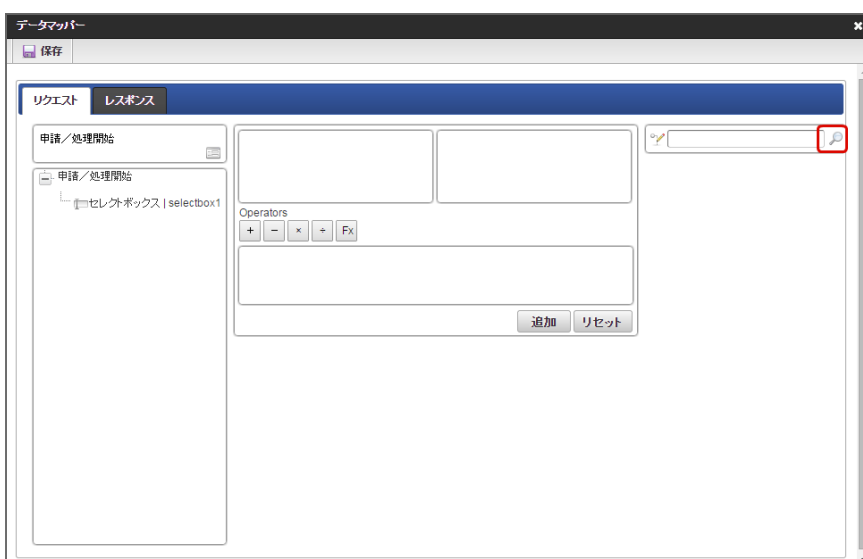 データマッパー
保存
リクエスト レスポンス
申請／処理開始
申請／処理開始
セレクトボックス | selectbox1
Operators
+ − × ÷ Fx
追加 リセット